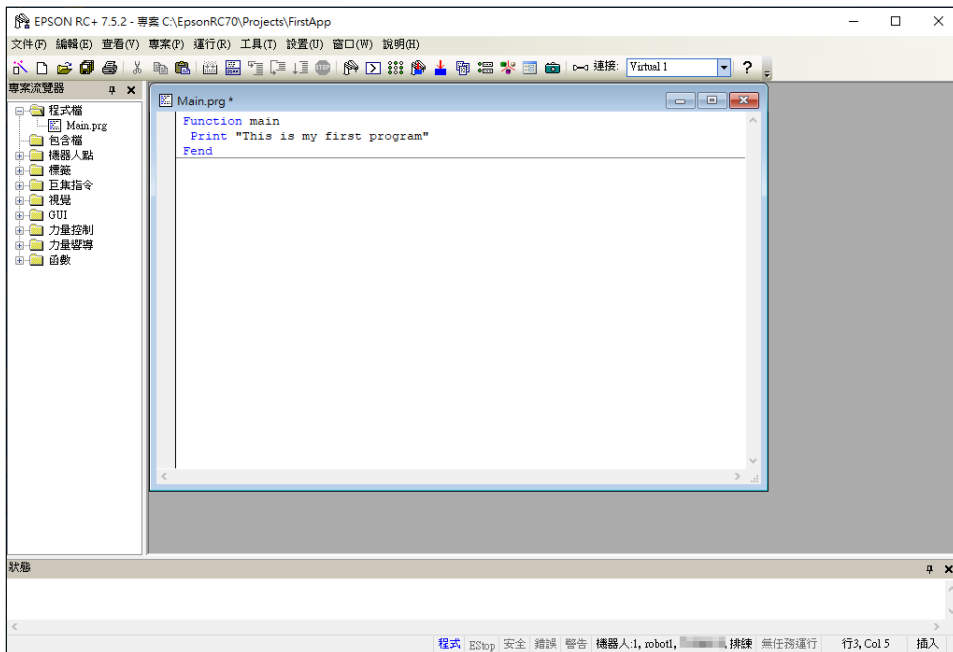 EPSON RC+ 7.5.2 - 專案 C:\EpsonRC70\Projects\FirstApp
文件(F) 編輯(E) 查看(V) 專案(P) 運行(R) 工具(T) 設置(U) 窗口(W) 說明(H)
連接: Virtual 1
專案流覽器
程式檔
Main.prg
包含檔
機器人點
標籤
巨集指令
視覺
GUI
力量控制
力量嚮導
函數
Main.prg *
Function main
Print "This is my first program"
Fend
狀態
程式 EStop 安全 錯誤 警告 機器人:1, robot1, 排練 無任務運行 行3, Col 5 插入